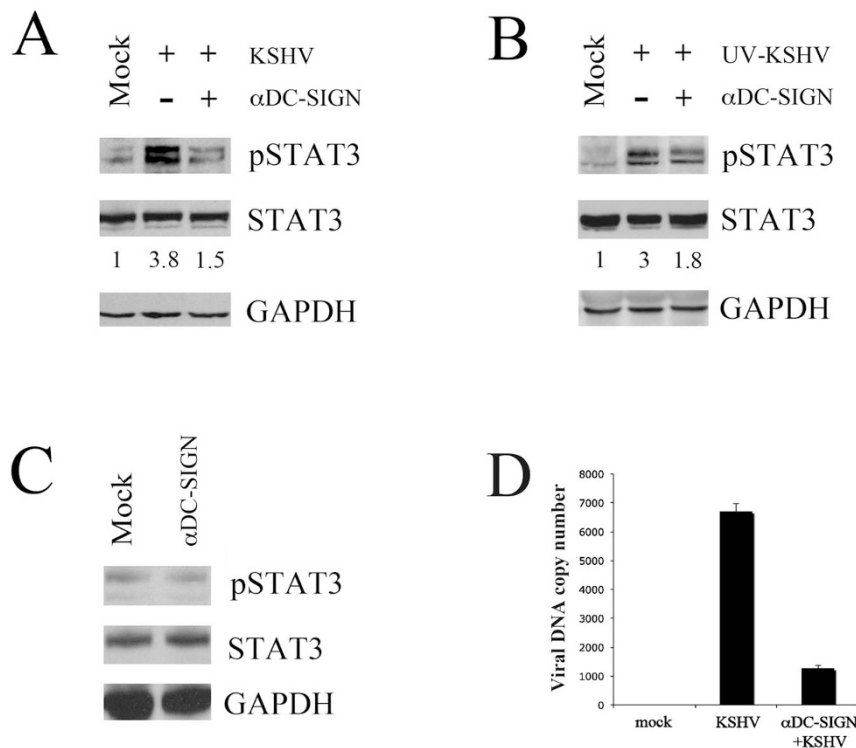 A
Mock + + KSHV
- + αDC-SIGN
pSTAT3
STAT3
1 3.8 1.5
GAPDH
B
Mock + + UV-KSHV
- + αDC-SIGN
pSTAT3
STAT3
1 3 1.8
GAPDH
C
Mock αDC-SIGN
pSTAT3
STAT3
GAPDH
D
Viral DNA copy number
8000
7000
6000
5000
4000
3000
2000
1000
0
mock KSHV αDC-SIGN
+KSHV